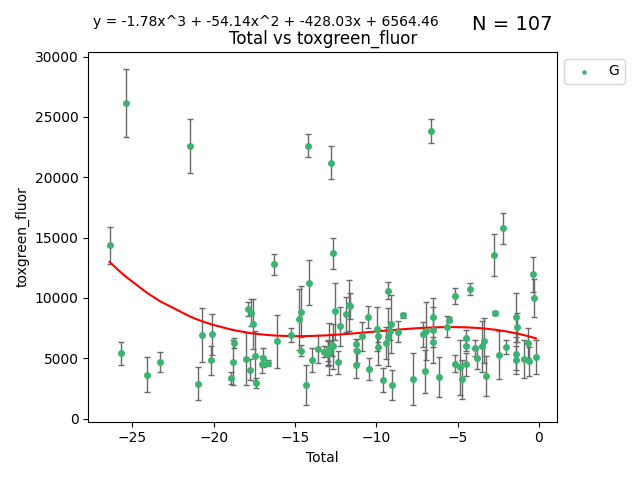 y = -1.78x^3 + -54.14x^2 + -428.03x + 6564.46
N = 107
Total vs toxgreen_fluor
G
toxgreen_fluor
30000
25000
20000
15000
10000
5000
0
−25
−20
−15
−10
−5
0
Total